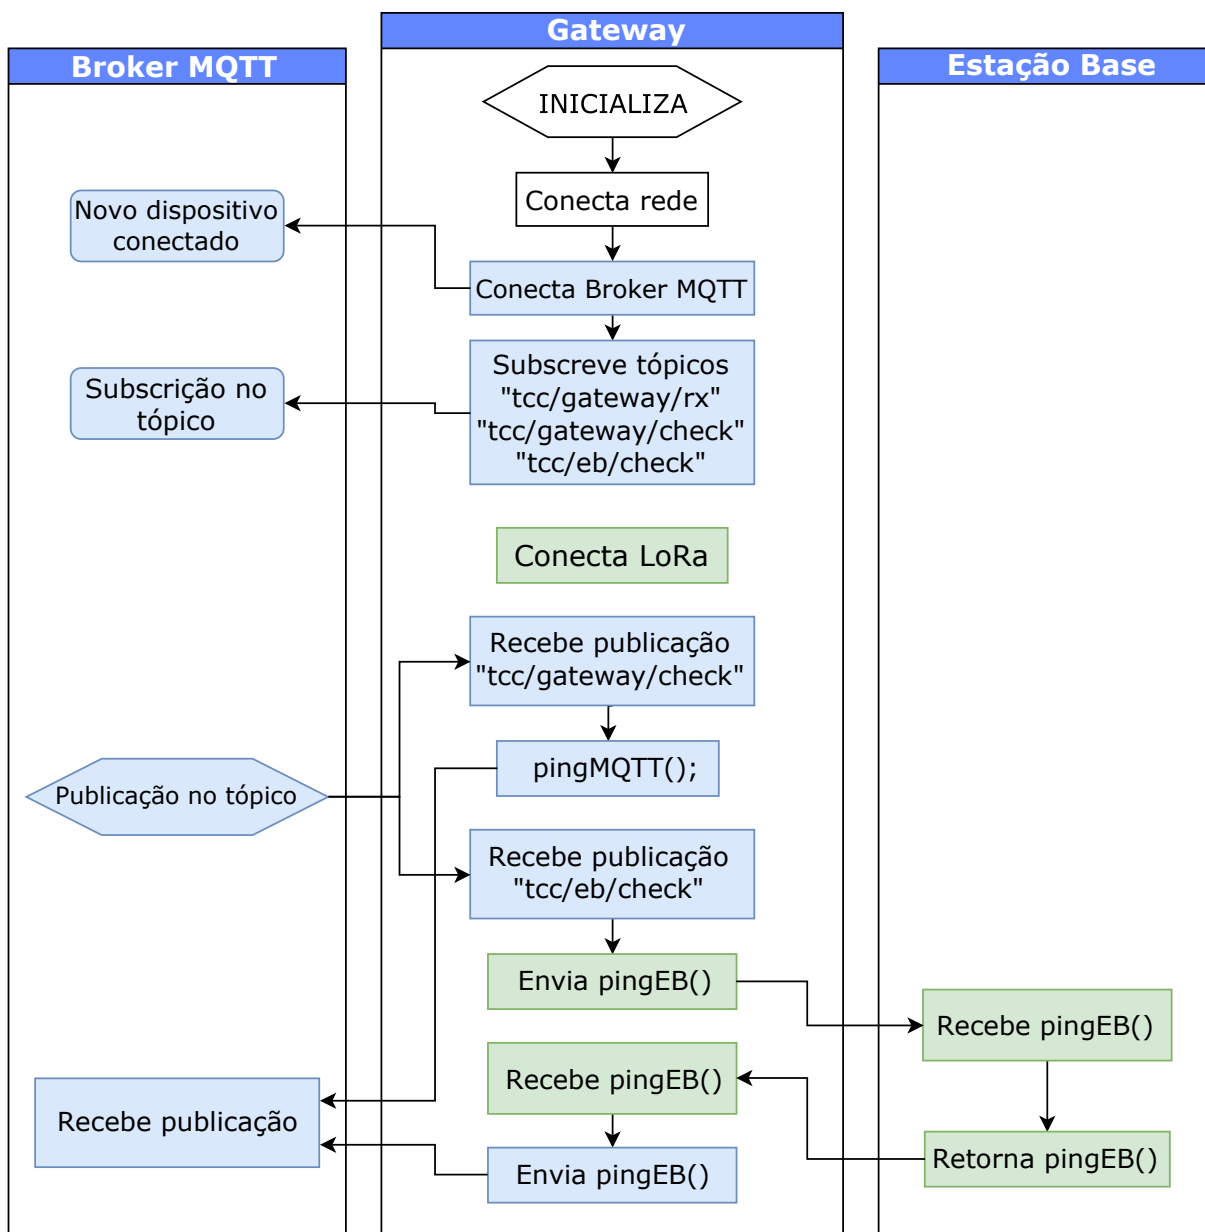 Gateway
Broker MQTT
Estação Base
INICIALIZA
Conecta rede
Novo dispositivo
conectado
Conecta Broker MQTT
Subscreve tópicos
"tcc/gateway/rx"
"tcc/gateway/check"
"tcc/eb/check"
Subscrição no
tópico
Conecta LoRa
Recebe publicação
"tcc/gateway/check"
pingMQTT();
Publicação no tópico
Recebe publicação
"tcc/eb/check"
Envia pingEB()
Recebe pingEB()
Recebe pingEB()
Recebe publicação
Retorna pingEB()
Envia pingEB()